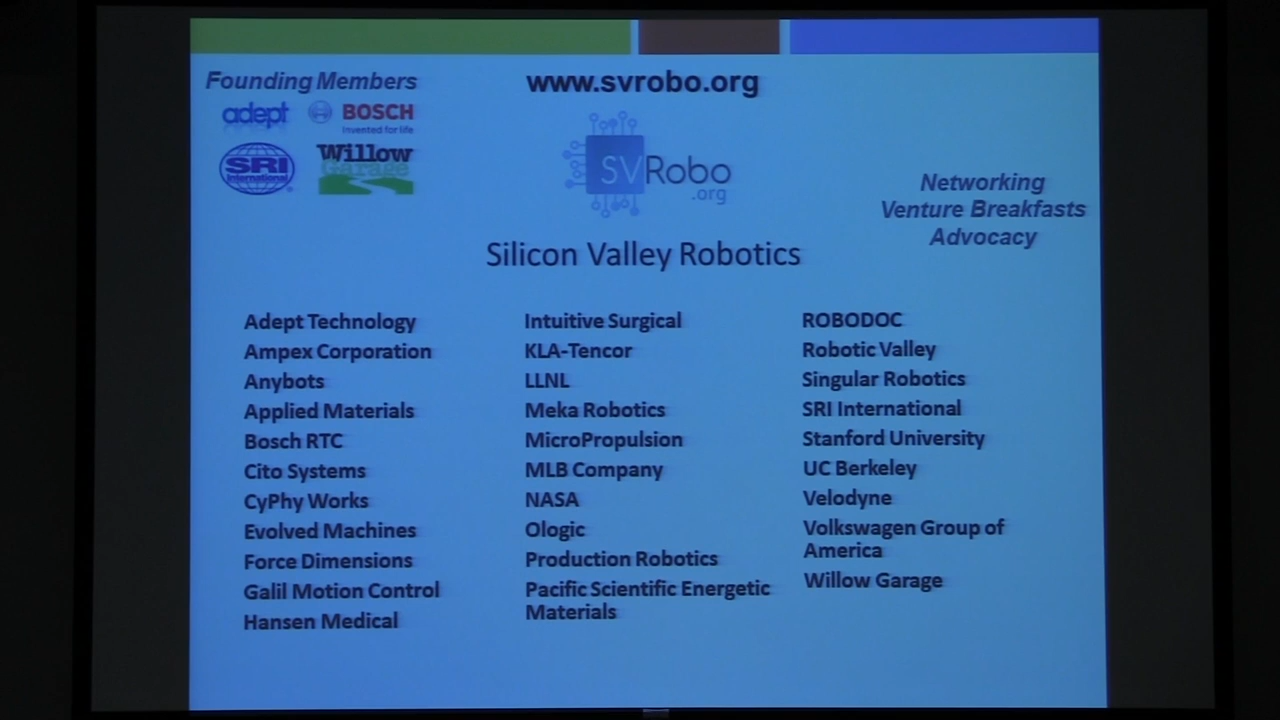 Founding Members
adept
BOSCH
Invented for life
SRI
International
Willow
Garage
www.svrobo.org
SVRobo
.org
Networking
Venture Breakfasts
Advocacy
Silicon Valley Robotics
Adept Technology
Ampex Corporation
Anybots
Applied Materials
Bosch RTC
Cito Systems
CyPhy Works
Evolved Machines
Force Dimensions
Galil Motion Control
Hansen Medical
Intuitive Surgical
KLA-Tencor
LLNL
Meka Robotics
MicroPropulsion
MLB Company
NASA
Ologic
Production Robotics
Pacific Scientific Energetic
Materials
ROBODOC
Robotic Valley
Singular Robotics
SRI International
Stanford University
UC Berkeley
Velodyne
Volkswagen Group of
America
Willow Garage